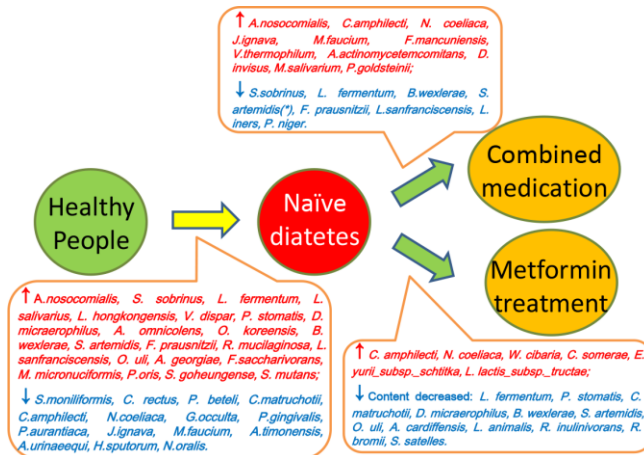 ↑ A.nosocomialis, C.amphilecti, N. coeliaca,
J.ignava, M.faucium, F.mancuniensis,
V.thermophilum, A.actinomycetemcomitans, D.
invisus, M.salivarium, P.goldsteinii;
↓ S.sobrinus, L. fermentum, B.wexlerae, S.
artemidis(*), F. prausnitzii, L.sanfranciscensis, L.
iners, P. niger.
Combined
medication
Healthy
People
Naïve
diatetes
Metformin
treatment
↑ A.nosocomialis, S. sobrinus, L. fermentum, L.
salivarius, L. hongkongensis, V. dispar, P. stomatis, D.
micraerophilus, A. omnicolens, O. koreensis, B.
wexlerae, S. artemidis, F. prausnitzii, R. mucilaginosa, L.
sanfranciscensis, O. uli, A. georgiae, F.saccharivorans,
M. micronuciformis, P.oris, S. goheungense, S. mutans;
↓ S.moniliformis, C. rectus, P. beteli, C.matruchotii,
C.amphilecti, N.coeliaca, G.occulta, P.gingivalis,
P.aurantiaca, J.ignava, M.faucium, A.timonensis,
A.urinaeequi, H.sputorum, N.oralis.
↑ C. amphilecti, N. coeliaca, W. cibaria, C. somerae, E.
yurii_subsp._schtitka, L. lactis_subsp._tructae;
↓ Content decreased: L. fermentum, P. stomatis, C.
matruchotii, D. micraerophilus, B. wexlerae, S. artemidis,
O. uli, A. cardiffensis, L. animalis, R. inulinivorans, R.
bromii, S. satelles.